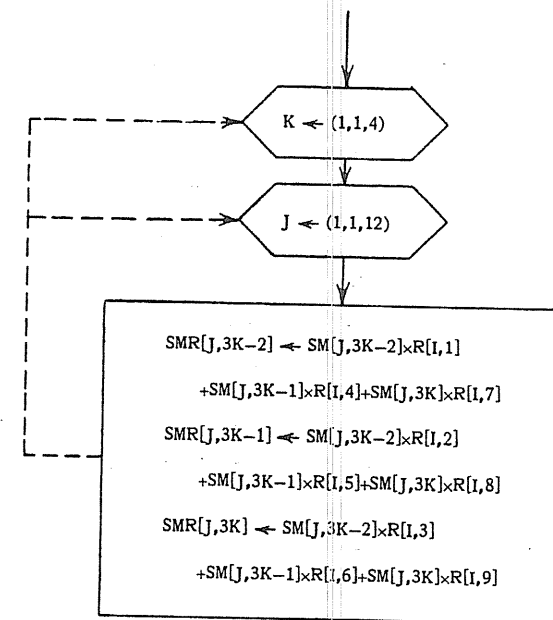 K ← (1,1,4)
J ← (1,1,12)
SMR[J,3K−2] ← SM[J,3K−2]×R[I,1]
+SM[J,3K−1]×R[I,4]+SM[J,3K]×R[I,7]
SMR[J,3K−1] ← SM[J,3K−2]×R[I,2]
+SM[J,3K−1]×R[I,5]+SM[J,3K]×R[I,8]
SMR[J,3K] ← SM[J,3K−2]×R[I,3]
+SM[J,3K−1]×R[I,6]+SM[J,3K]×R[I,9]